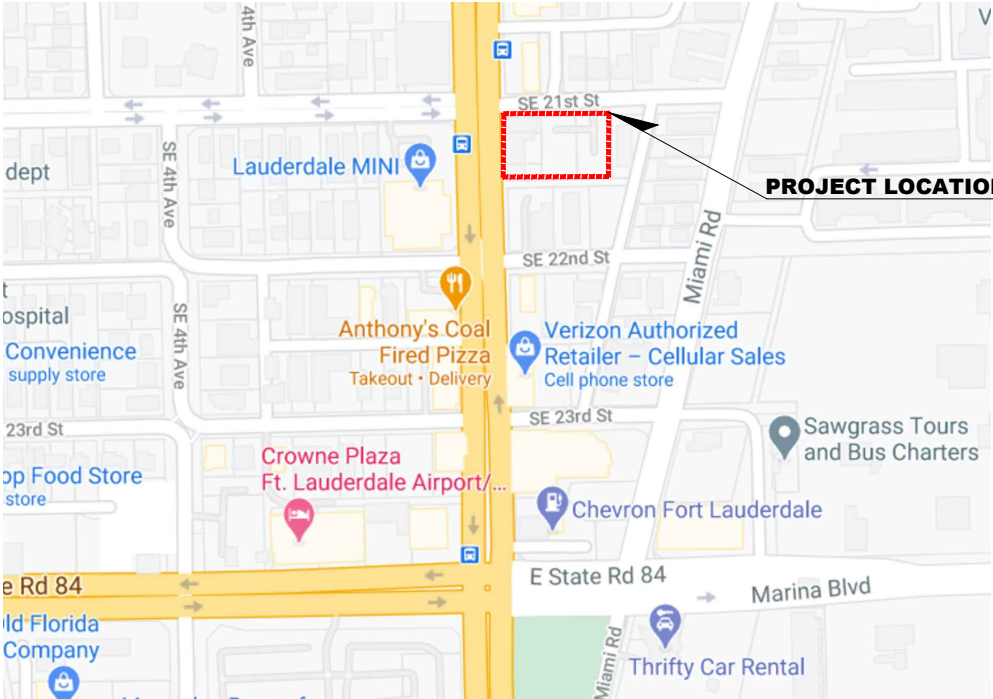 4th Ave
V
SE 21st St
SE 4th Ave
dept
Lauderdale MINI
PROJECT LOCATION
Miami Rd
SE 22nd St
t
ospital
SE 4th Ave
Anthony's Coal
Fired Pizza
Takeout • Delivery
Verizon Authorized
Retailer – Cellular Sales
Cell phone store
Convenience
supply store
SE 23rd St
23rd St
Sawgrass Tours
and Bus Charters
Crowne Plaza
Ft. Lauderdale Airport/...
op Food Store
store
Chevron Fort Lauderdale
E State Rd 84
e Rd 84
Marina Blvd
ld Florida
Company
Miami Rd
Thrifty Car Rental